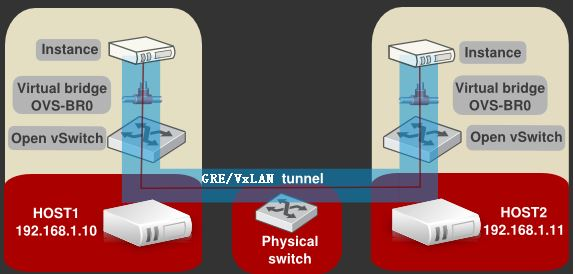 Instance
Virtual bridge
OVS-BR0
Open vSwitch
HOST1
192.168.1.10
GRE/VxLAN tunnel
Physical
switch
Instance
Virtual bridge
OVS-BR0
Open vSwitch
HOST2
192.168.1.11